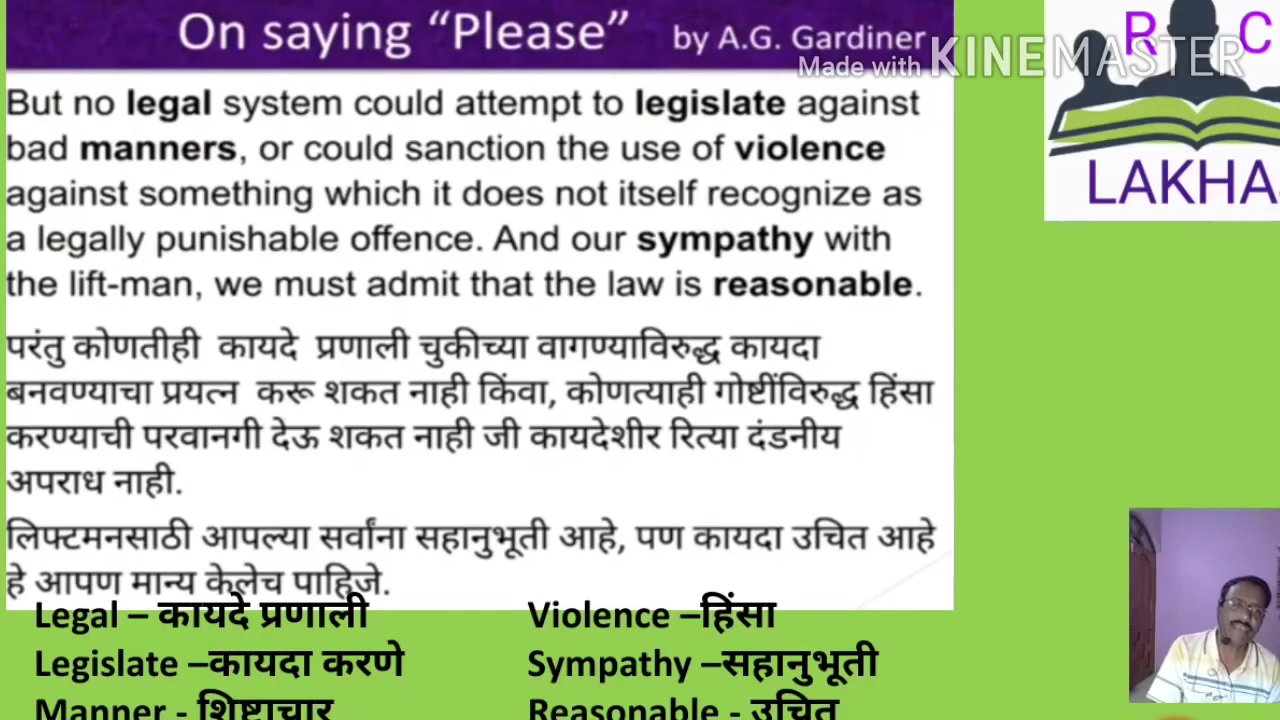 On saying “Please” by A.G. Gardiner
Made with KINEMASTER
R C
LAKHA
But no legal system could attempt to legislate against
bad manners, or could sanction the use of violence
against something which it does not itself recognize as
a legally punishable offence. And our sympathy with
the lift-man, we must admit that the law is reasonable.
परंतु कोणतीही कायदे प्रणाली चुकीच्या वागण्याविरुद्ध कायदा
बनवण्याचा प्रयत्न करू शकत नाही किंवा, कोणत्याही गोष्टींविरुद्ध हिंसा
करण्याची परवानगी देऊ शकत नाही जी कायदेशीर रित्या दंडनीय
अपराध नाही.
लिफ्टमनसाठी आपल्या सर्वांना सहानुभूती आहे, पण कायदा उचित आहे
हे आपण मान्य केलेच पाहिजे.
Legal – कायदे प्रणाली
Legislate –कायदा करणे
Manner - शिष्टाचार
Violence –हिंसा
Sympathy –सहानुभूती
Reasonable - उचित